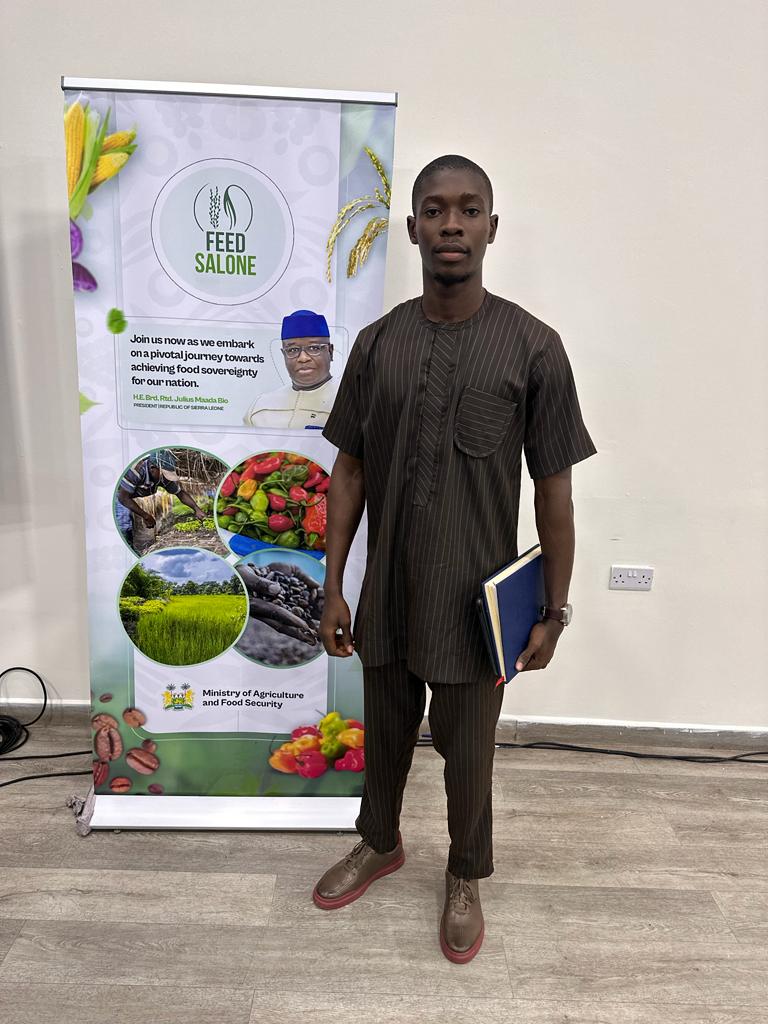 FEED
SALONE
Join us now as we embark
on a pivotal journey towards
achieving food sovereignty
for our nation.
H.E. Brd. Rtd. Julius Maada Bio
PRESIDENT | REPUBLIC OF SIERRA LEONE
Ministry of Agriculture
and Food Security